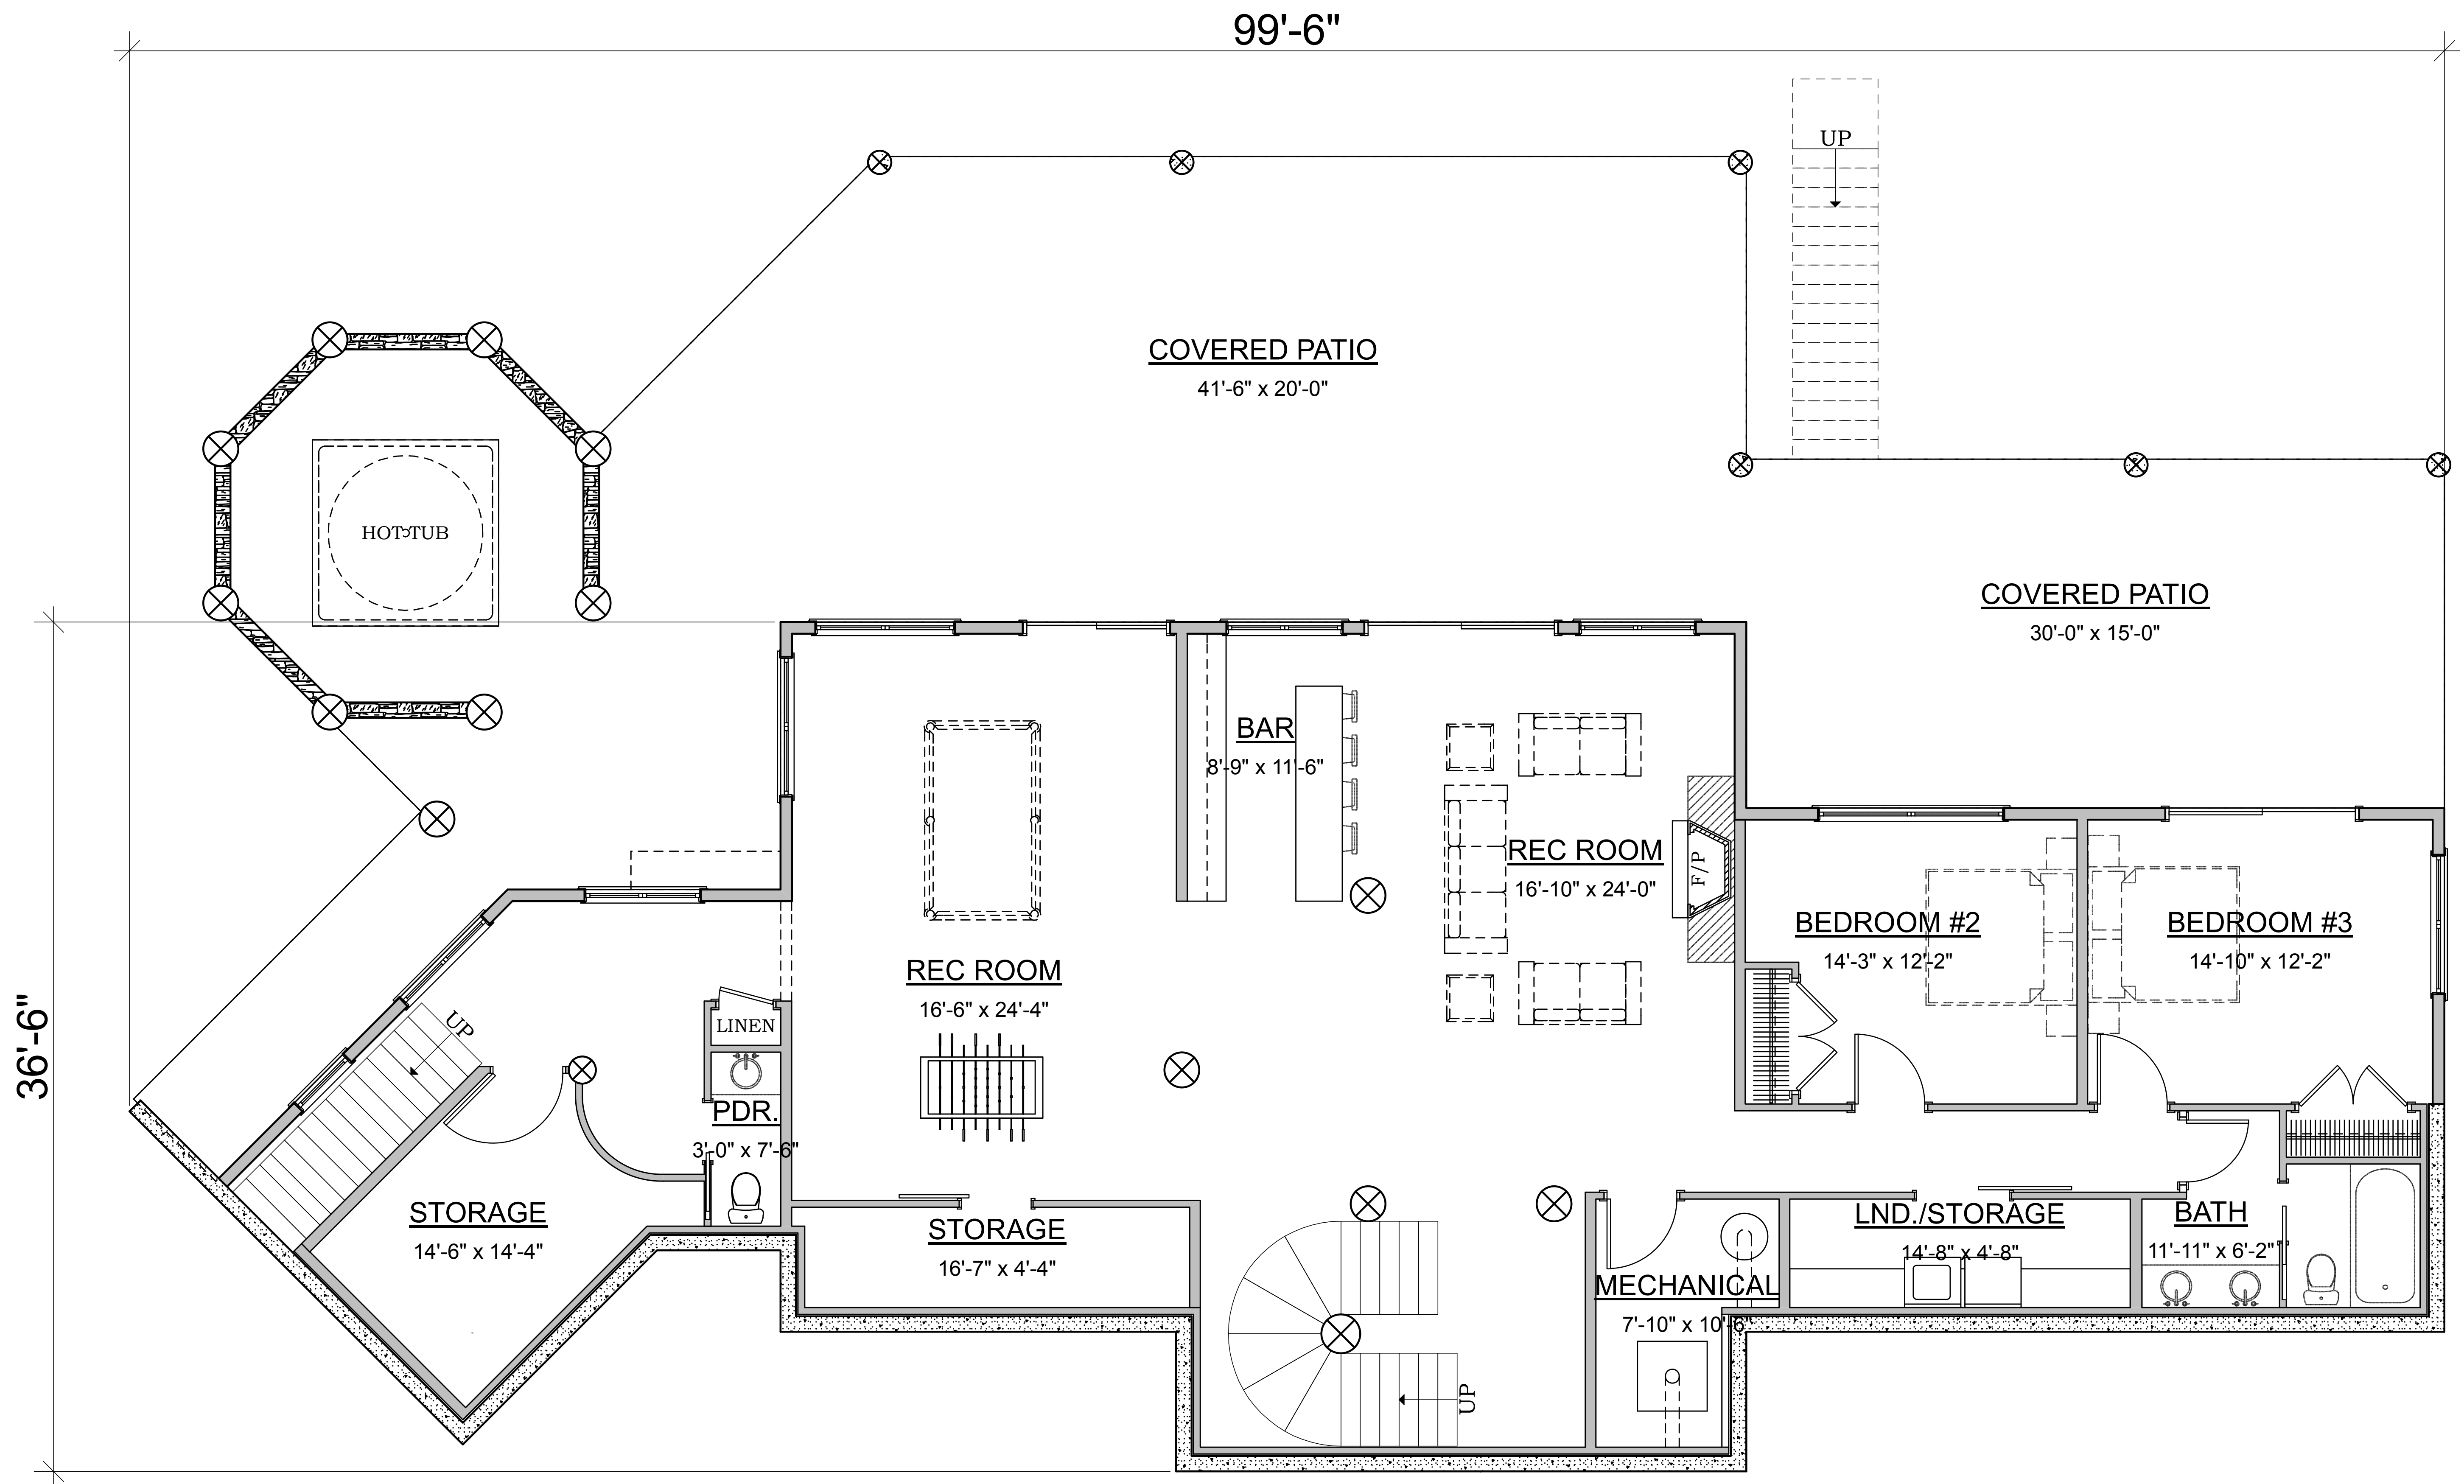 99'-6"
UP
COVERED PATIO
41'-6" x 20'-0"
HOT TUB
COVERED PATIO
30'-0" x 15'-0"
BAR
8'-9" x 11'-6"
REC ROOM
16'-10" x 24'-0"
F/P
BEDROOM #2
14'-3" x 12'-2"
BEDROOM #3
14'-10" x 12'-2"
REC ROOM
16'-6" x 24'-4"
36'-6"
UP
LINEN
PDR.
3'-0" x 7'-6"
STORAGE
14'-6" x 14'-4"
STORAGE
16'-7" x 4'-4"
LND./STORAGE
14'-8" x 4'-8"
BATH
11'-11" x 6'-2"
MECHANICAL
7'-10" x 10'-6"
UP